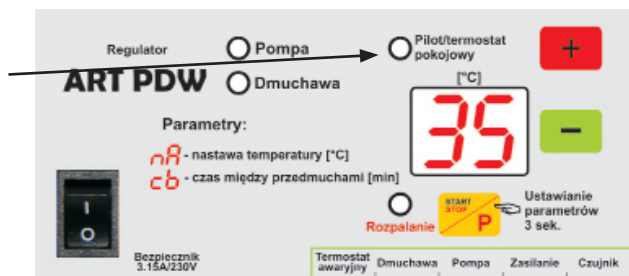 Regulator
ART PDW
Pompa
Dmuchawa
Pilot/termostat
pokojowy
+
[°C]
35
-
Parametry:
nA - nastawa temperatury [°C]
cb - czas między przedmuchami [min]
I
O
Rozpalanie
START
STOP
P
Ustawianie
parametrów
3 sek.
Bezpiecznik
3.15A/230V
Termostat
awaryjny
Dmuchawa
Pompa
Zasilanie
Czujnik